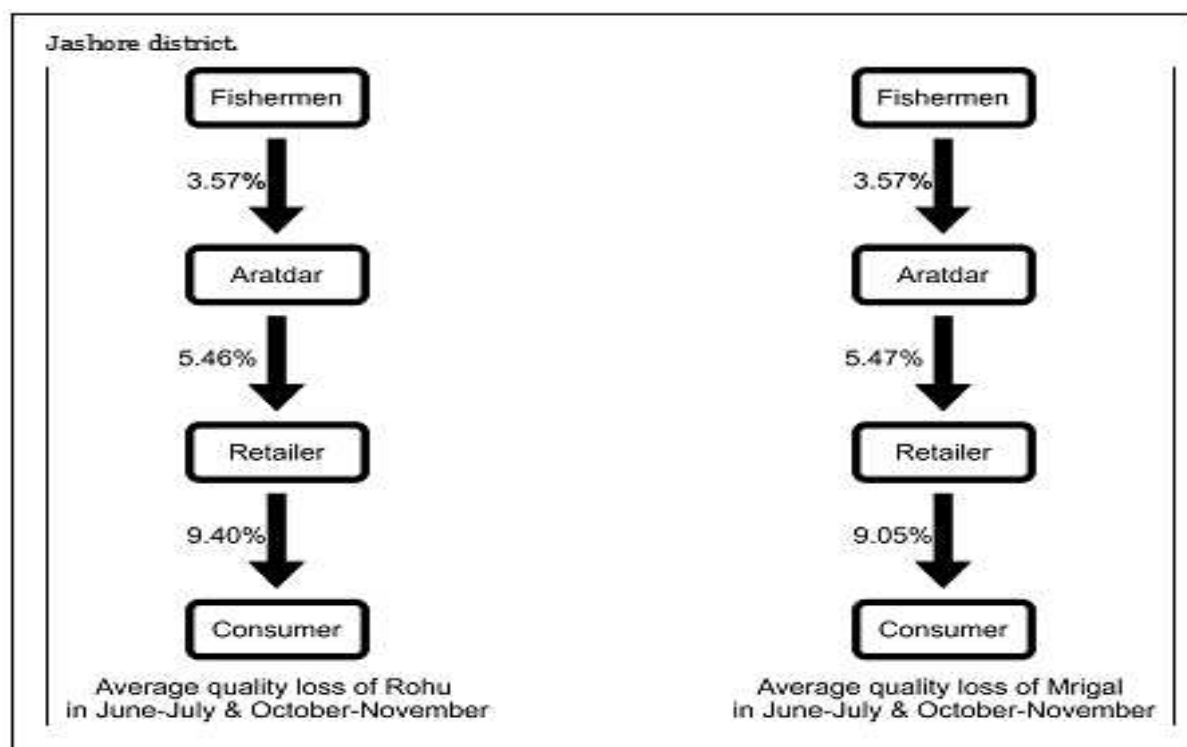 Jashore district.
Fishermen
3.57%
Aratdar
5.46%
Retailer
9.40%
Consumer
Average quality loss of Rohu
in June-July & October-November
Fishermen
3.57%
Aratdar
5.47%
Retailer
9.05%
Consumer
Average quality loss of Mrigal
in June-July & October-November